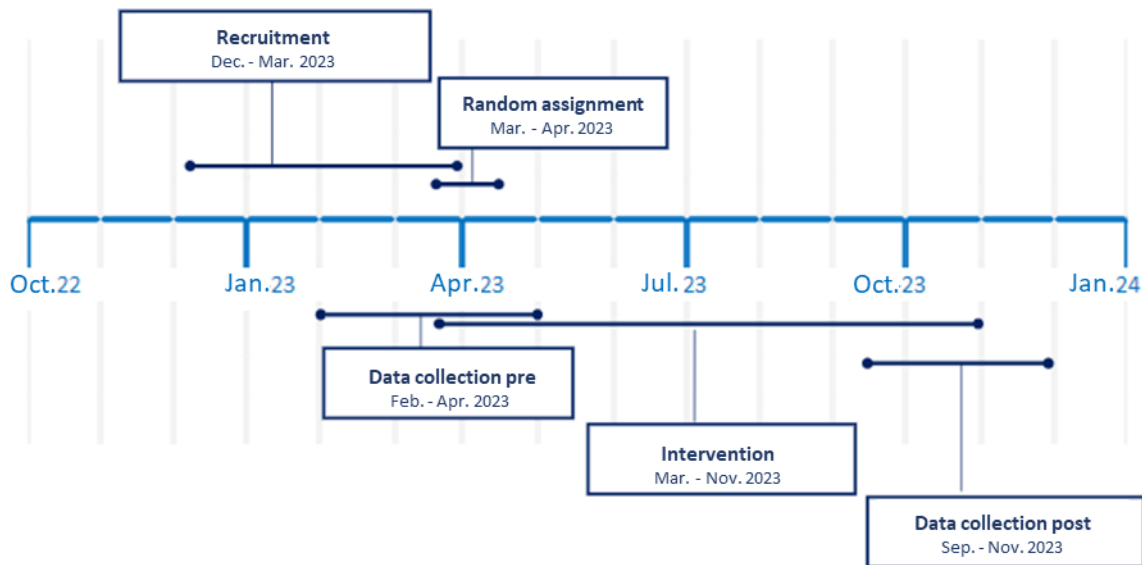 Recruitment
Dec. - Mar. 2023
Random assignment
Mar. - Apr. 2023
Oct.22
Jan.23
Apr.23
Jul.23
Oct.23
Jan.24
Data collection pre
Feb. - Apr. 2023
Intervention
Mar. - Nov. 2023
Data collection post
Sep. - Nov. 2023